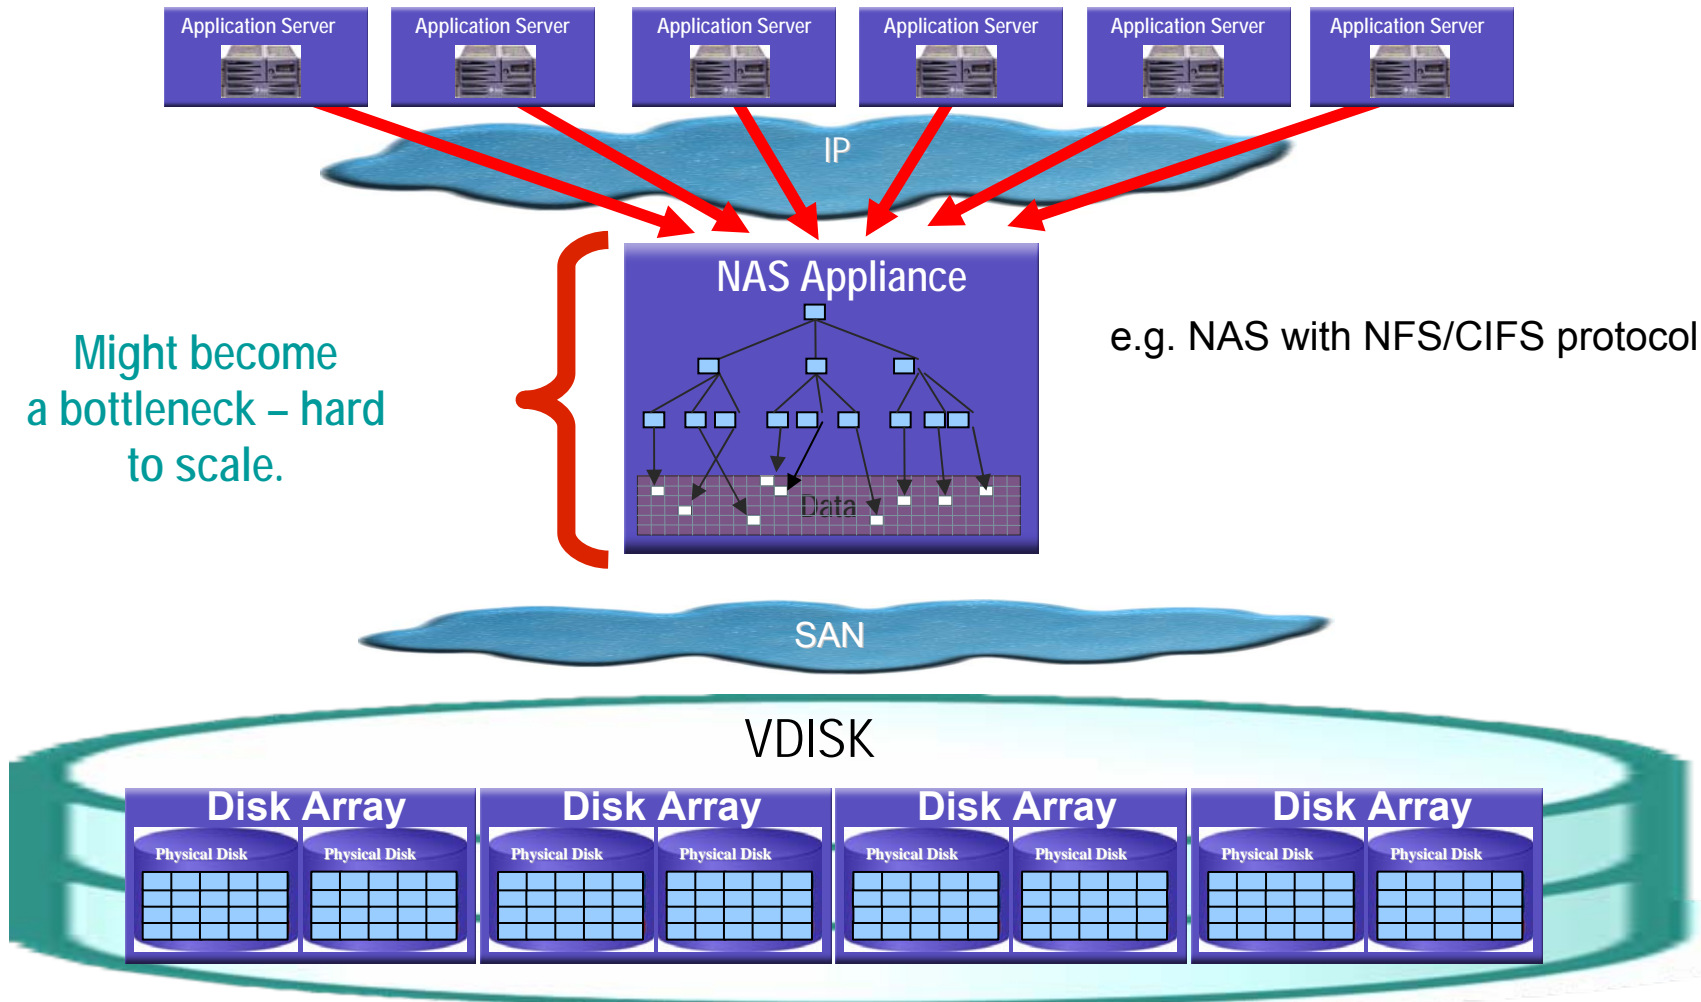 Application Server
Application Server
Application Server
Application Server
Application Server
Application Server
IP
NAS Appliance
e.g. NAS with NFS/CIFS protocol
Might become
a bottleneck – hard
to scale.
Data
SAN
VDISK
Disk Array
Disk Array
Disk Array
Disk Array
Physical Disk
Physical Disk
Physical Disk
Physical Disk
Physical Disk
Physical Disk
Physical Disk
Physical Disk